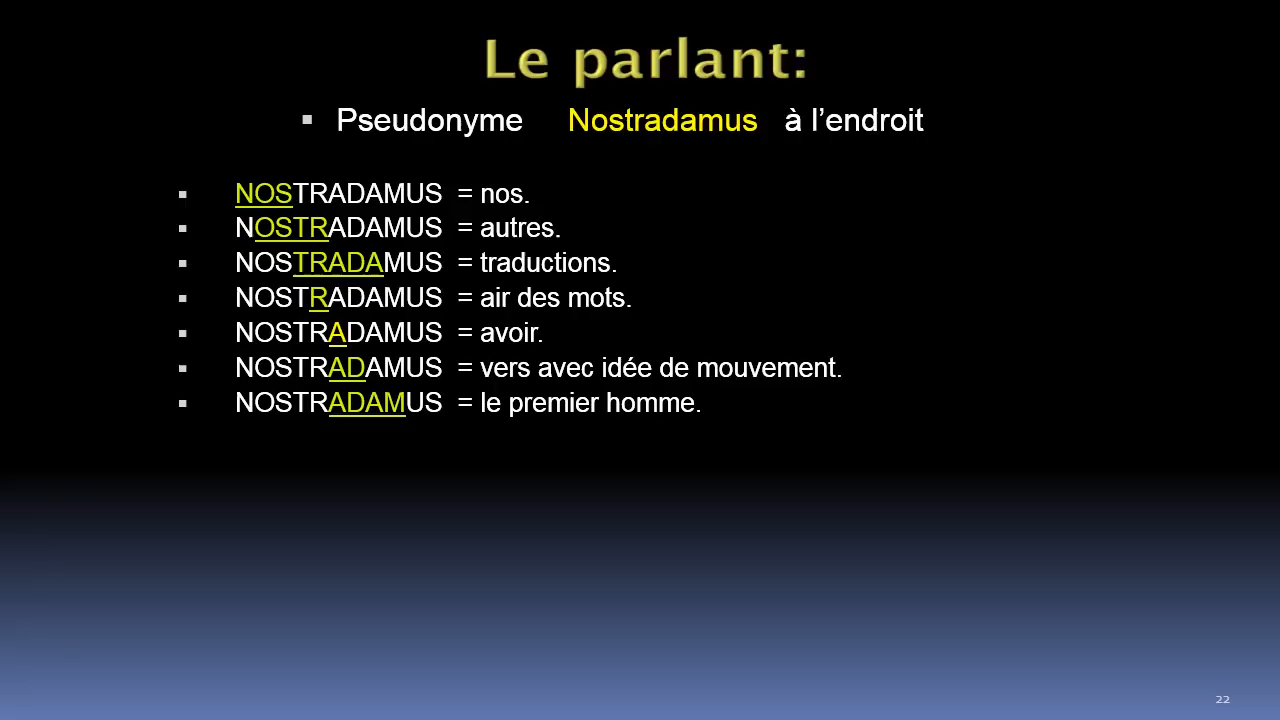 Le parlant:
▪ Pseudonyme Nostradamus à l’endroit
▪ NOSTRADAMUS = nos.
▪ NOSTRADAMUS = autres.
▪ NOSTRADAMUS = traductions.
▪ NOSTRADAMUS = air des mots.
▪ NOSTRADAMUS = avoir.
▪ NOSTRADAMUS = vers avec idée de mouvement.
▪ NOSTRADAMUS = le premier homme.
22